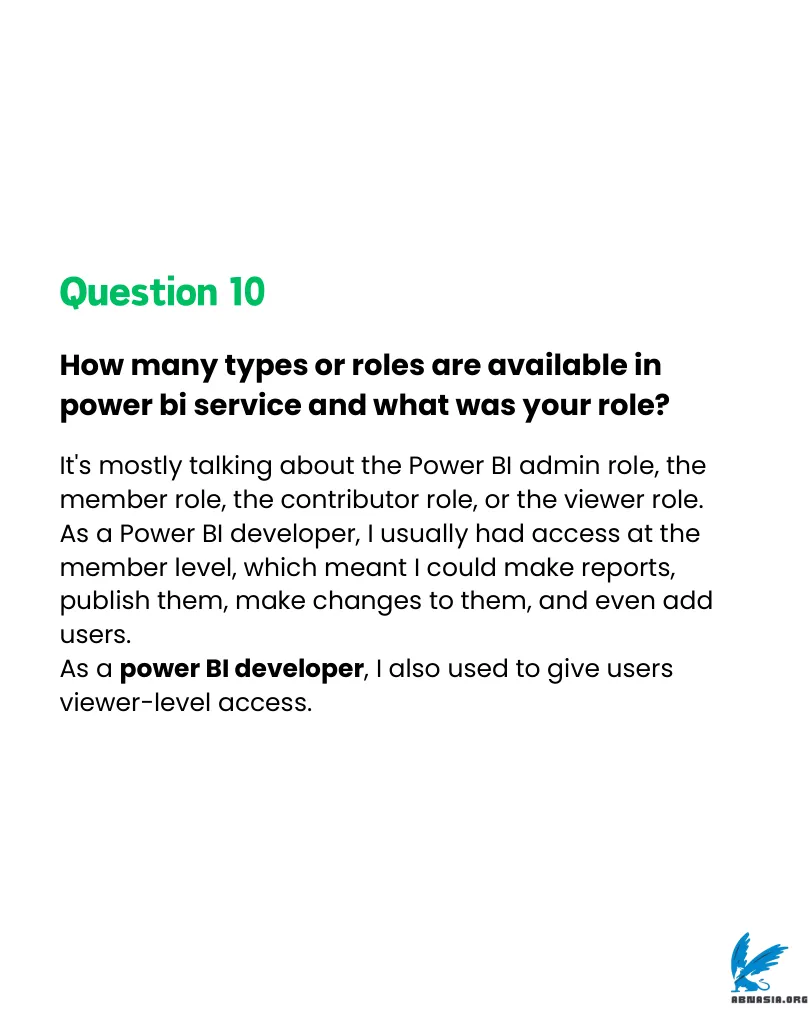 Question 10
How many types or roles are available in
power bi service and what was your role?
It's mostly talking about the Power BI admin role, the
member role, the contributor role, or the viewer role.
As a Power BI developer, I usually had access at the
member level, which meant I could make reports,
publish them, make changes to them, and even add
users.
As a power BI developer, I also used to give users
viewer-level access.
ABNASIA.ORG